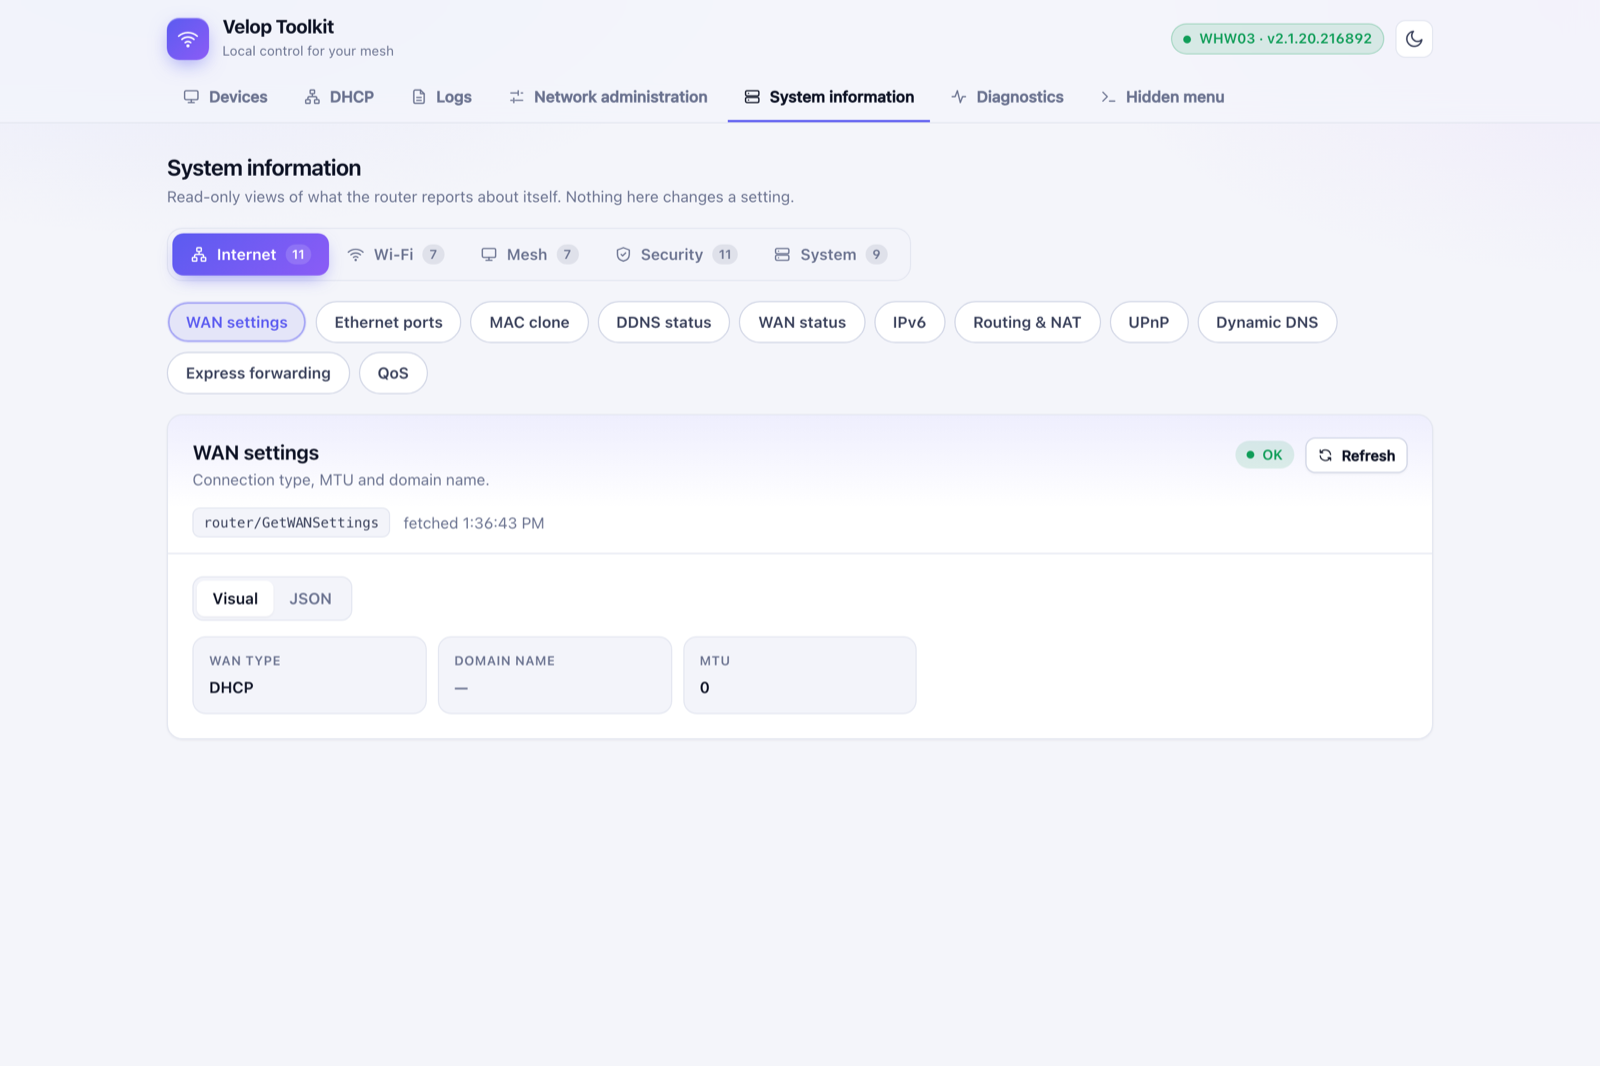 Velop Toolkit
Local control for your mesh
WHW03 · v2.1.20.216892
Devices
DHCP
Logs
Network administration
System information
Diagnostics
Hidden menu
System information
Read-only views of what the router reports about itself. Nothing here changes a setting.
Internet 11
Wi-Fi 7
Mesh 7
Security 11
System 9
WAN settings
Ethernet ports
MAC clone
DDNS status
WAN status
IPv6
Routing & NAT
UPnP
Dynamic DNS
Express forwarding
QoS
WAN settings
Connection type, MTU and domain name.
OK
Refresh
router/GetWANSettings
fetched 1:36:43 PM
Visual
JSON
WAN TYPE
DHCP
DOMAIN NAME
—
MTU
0